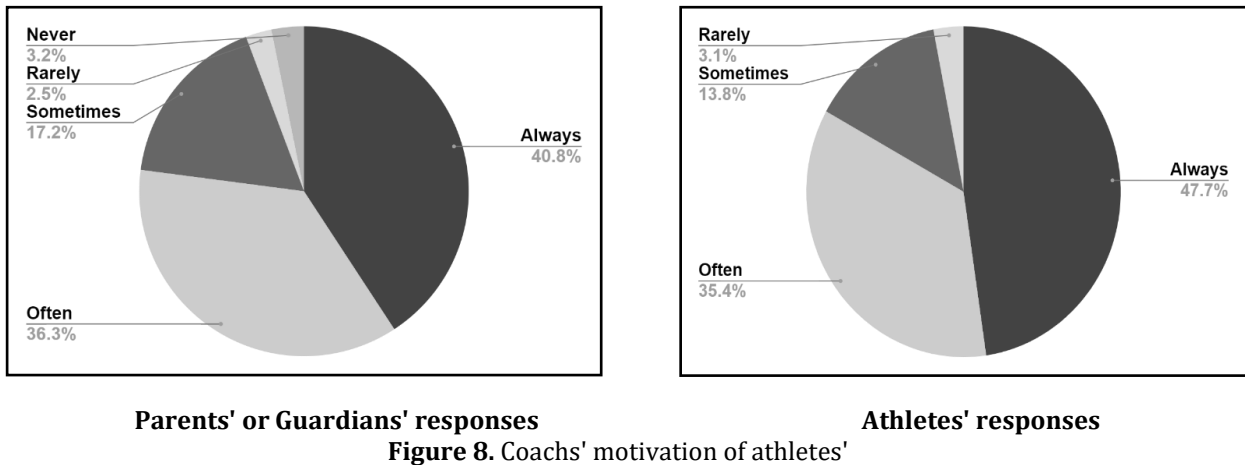 Never
3.2%
Rarely
2.5%
Sometimes
17.2%
Always
40.8%
Often
36.3%
Rarely
3.1%
Sometimes
13.8%
Always
47.7%
Often
35.4%
Parents' or Guardians' responses
Athletes' responses
Figure 8. Coachs' motivation of athletes'